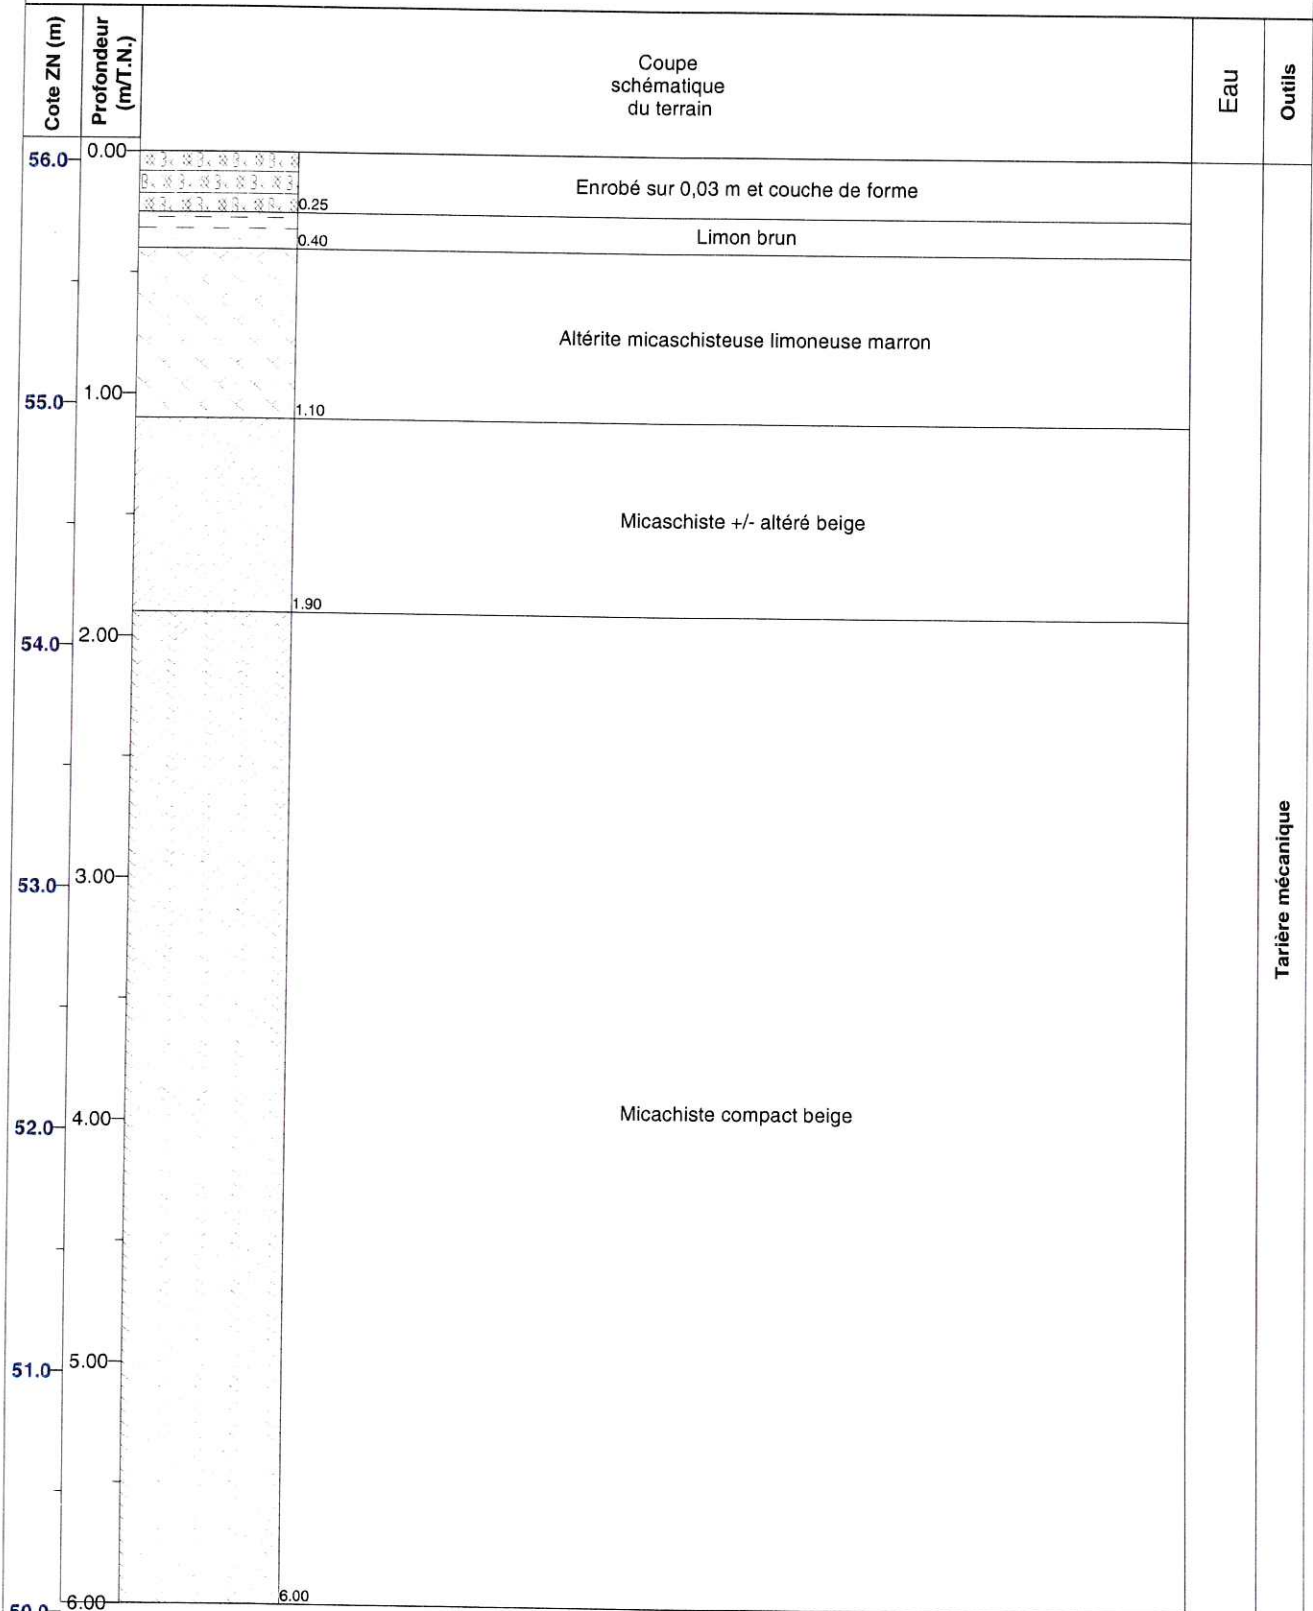 Cote ZN (m)
Profondeur
(m/T.N.)
Coupe
schématique
du terrain
Eau
Outils
56.0
0.00
Enrobé sur 0,03 m et couche de forme
0.25
Limon brun
0.40
Altérite micaschisteuse limoneuse marron
55.0
1.00
1.10
Micaschiste +/- altéré beige
1.90
54.0
2.00
53.0
3.00
Tarière mécanique
52.0
4.00
Micachiste compact beige
51.0
5.00
50.0
6.00
6.00